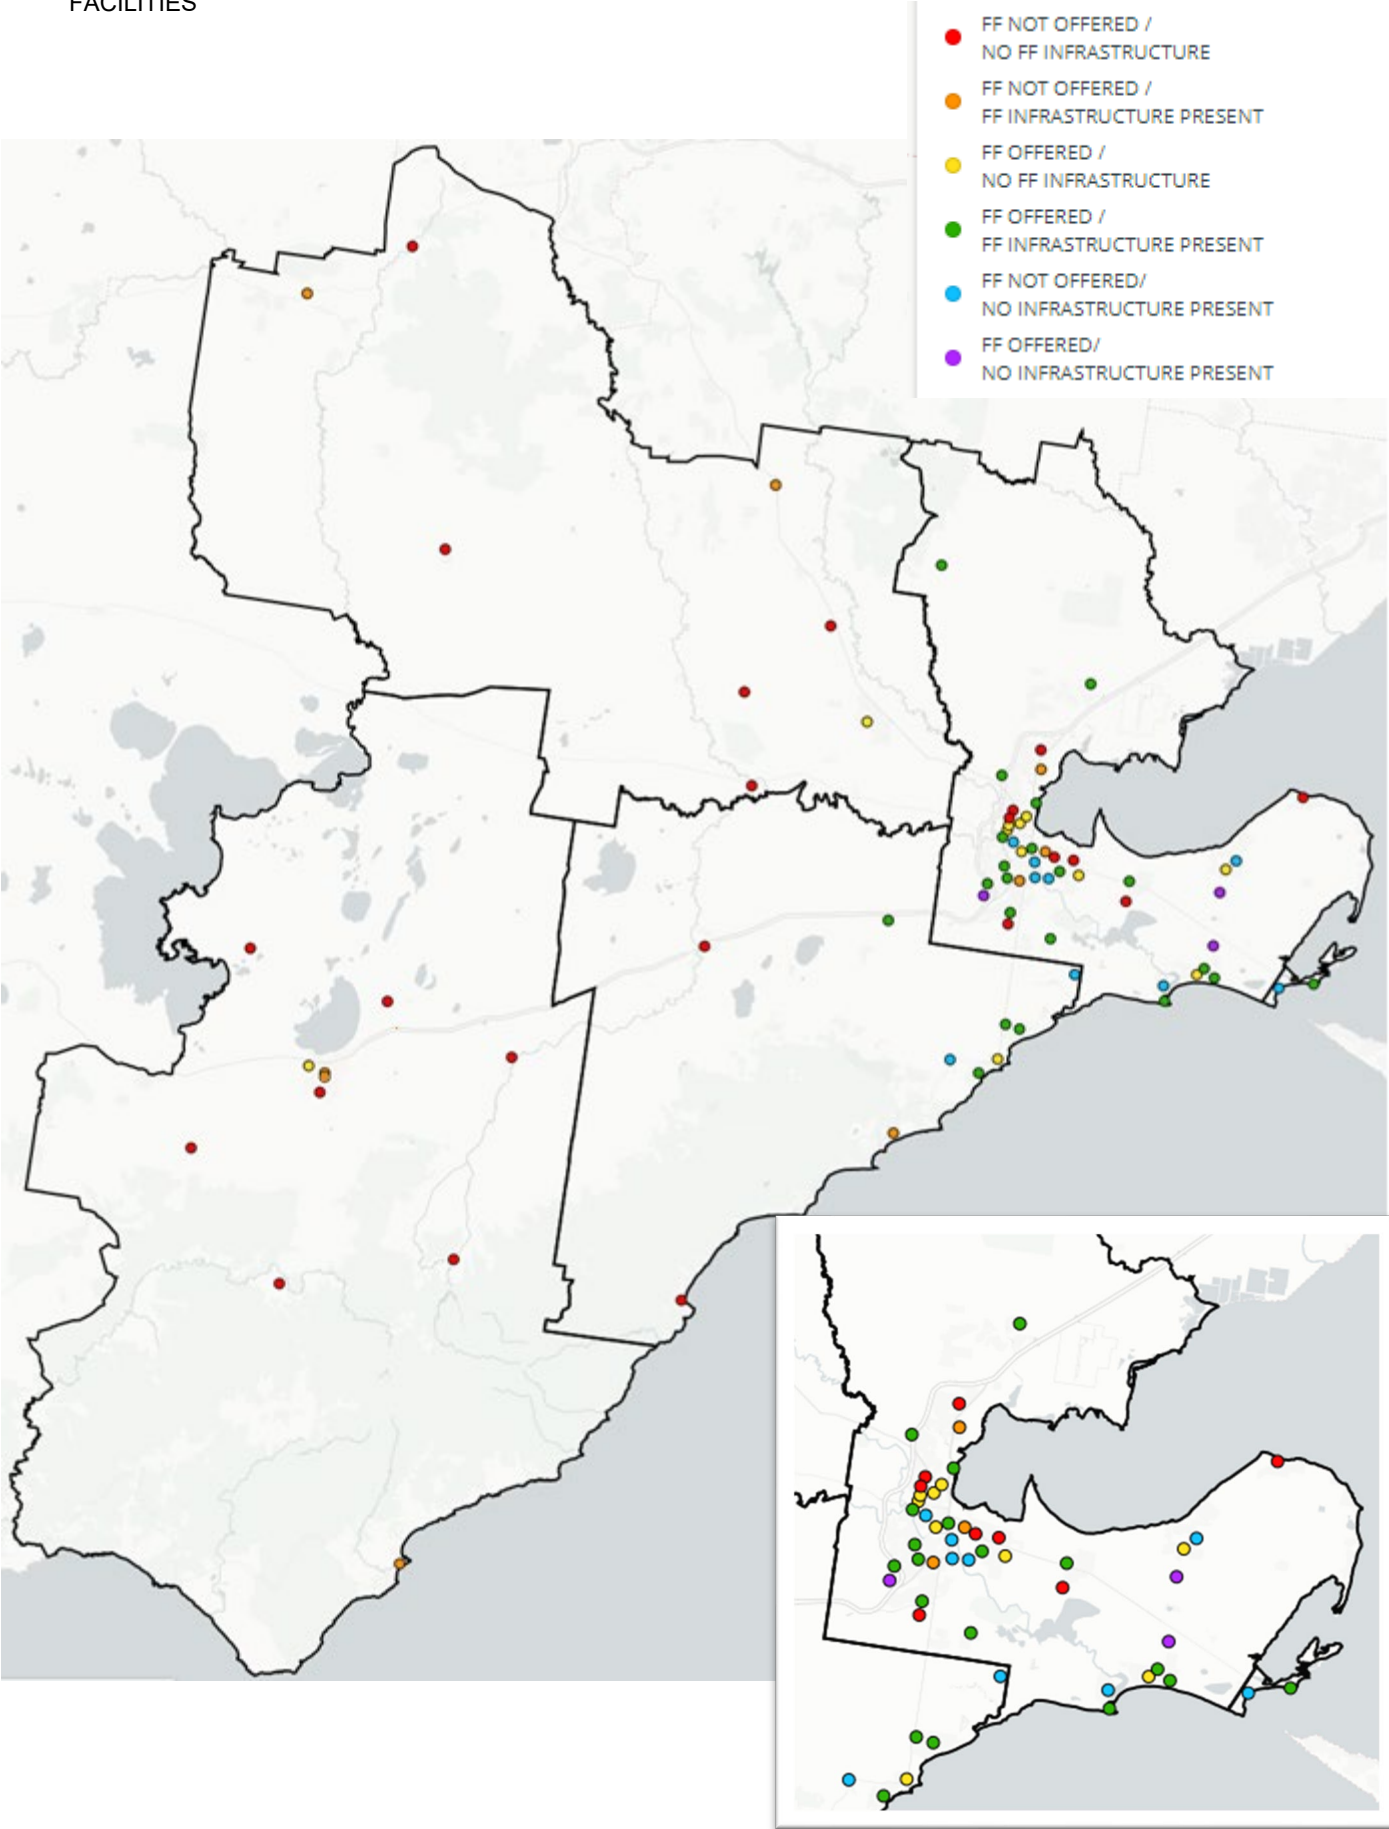 FACILITIES
FF NOT OFFERED /
NO FF INFRASTRUCTURE
FF NOT OFFERED /
FF INFRASTRUCTURE PRESENT
FF OFFERED /
NO FF INFRASTRUCTURE
FF OFFERED /
FF INFRASTRUCTURE PRESENT
FF NOT OFFERED/
NO INFRASTRUCTURE PRESENT
FF OFFERED/
NO INFRASTRUCTURE PRESENT